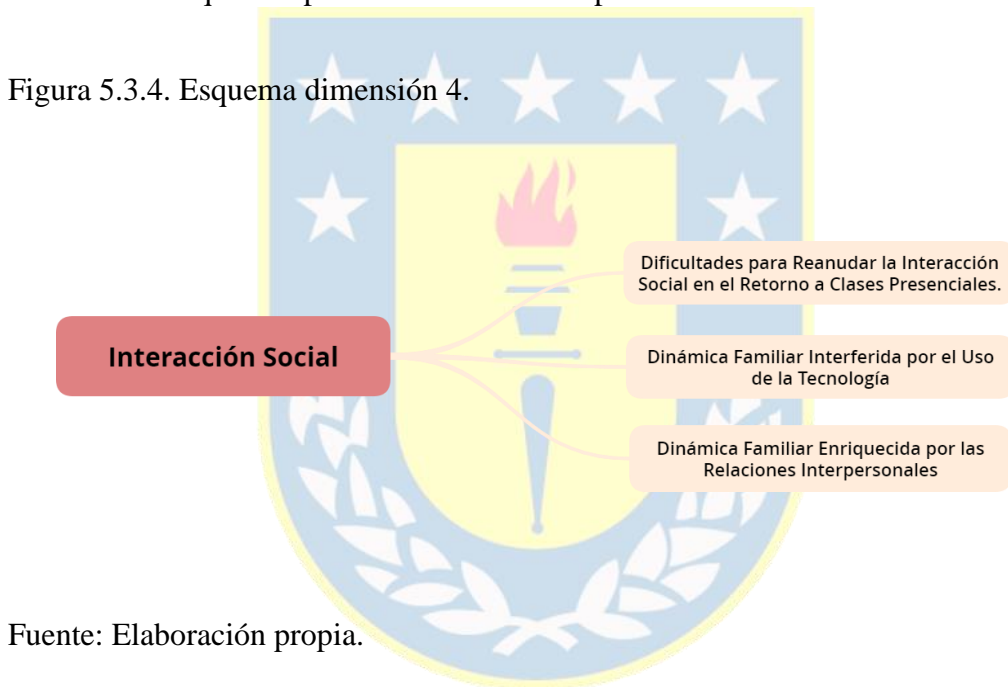 Figura 5.3.4. Esquema dimensión 4.
Dificultades para Reanudar la Interacción
Social en el Retorno a Clases Presenciales.
Interacción Social
Dinámica Familiar Interferida por el Uso
de la Tecnología
Dinámica Familiar Enriquecida por las
Relaciones Interpersonales
Fuente: Elaboración propia.